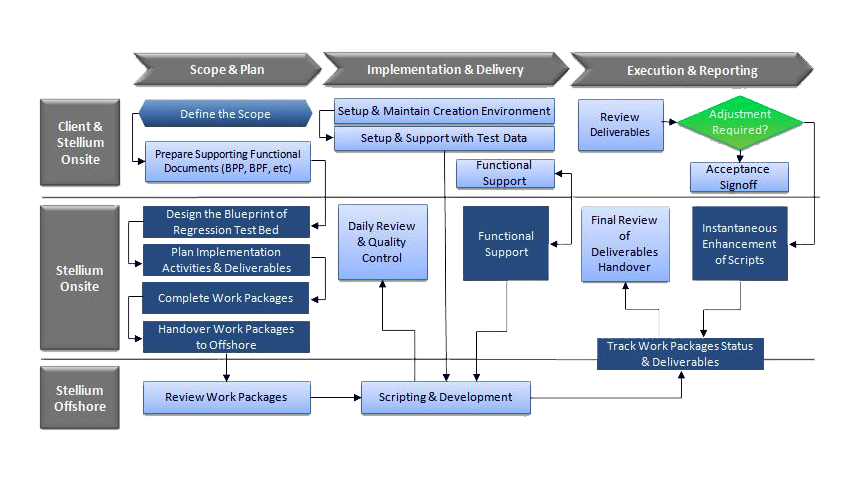 Scope & Plan
Implementation & Delivery
Execution & Reporting
Client &
Stellium
Onsite
Define the Scope
Prepare Supporting Functional
Documents (BPP, BPF, etc)
Setup & Maintain Creation Environment
Setup & Support with Test Data
Functional
Support
Review
Deliverables
Adjustment
Required?
Acceptance
Signoff
Stellium
Onsite
Design the Blueprint of
Regression Test Bed
Plan Implementation
Activities & Deliverables
Complete Work Packages
Handover Work Packages
to Offshore
Daily Review
& Quality
Control
Functional
Support
Final Review
of
Deliverables
Handover
Instantaneous
Enhancement
of Scripts
Track Work Packages Status
& Deliverables
Stellium
Offshore
Review Work Packages
Scripting & Development